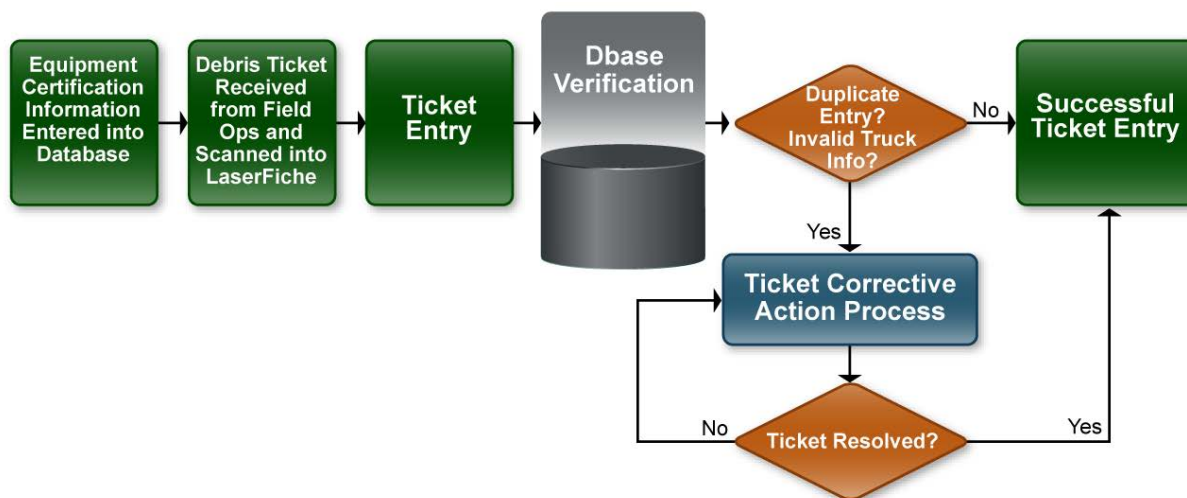 Equipment
Certification
Information
Entered into
Database
Debris Ticket
Received
from Field
Ops and
Scanned into
LaserFiche
Ticket
Entry
Dbase
Verification
Duplicate
Entry?
Invalid Truck
Info?
No
Successful
Ticket Entry
Yes
Ticket Corrective
Action Process
Ticket Resolved?
No
Yes